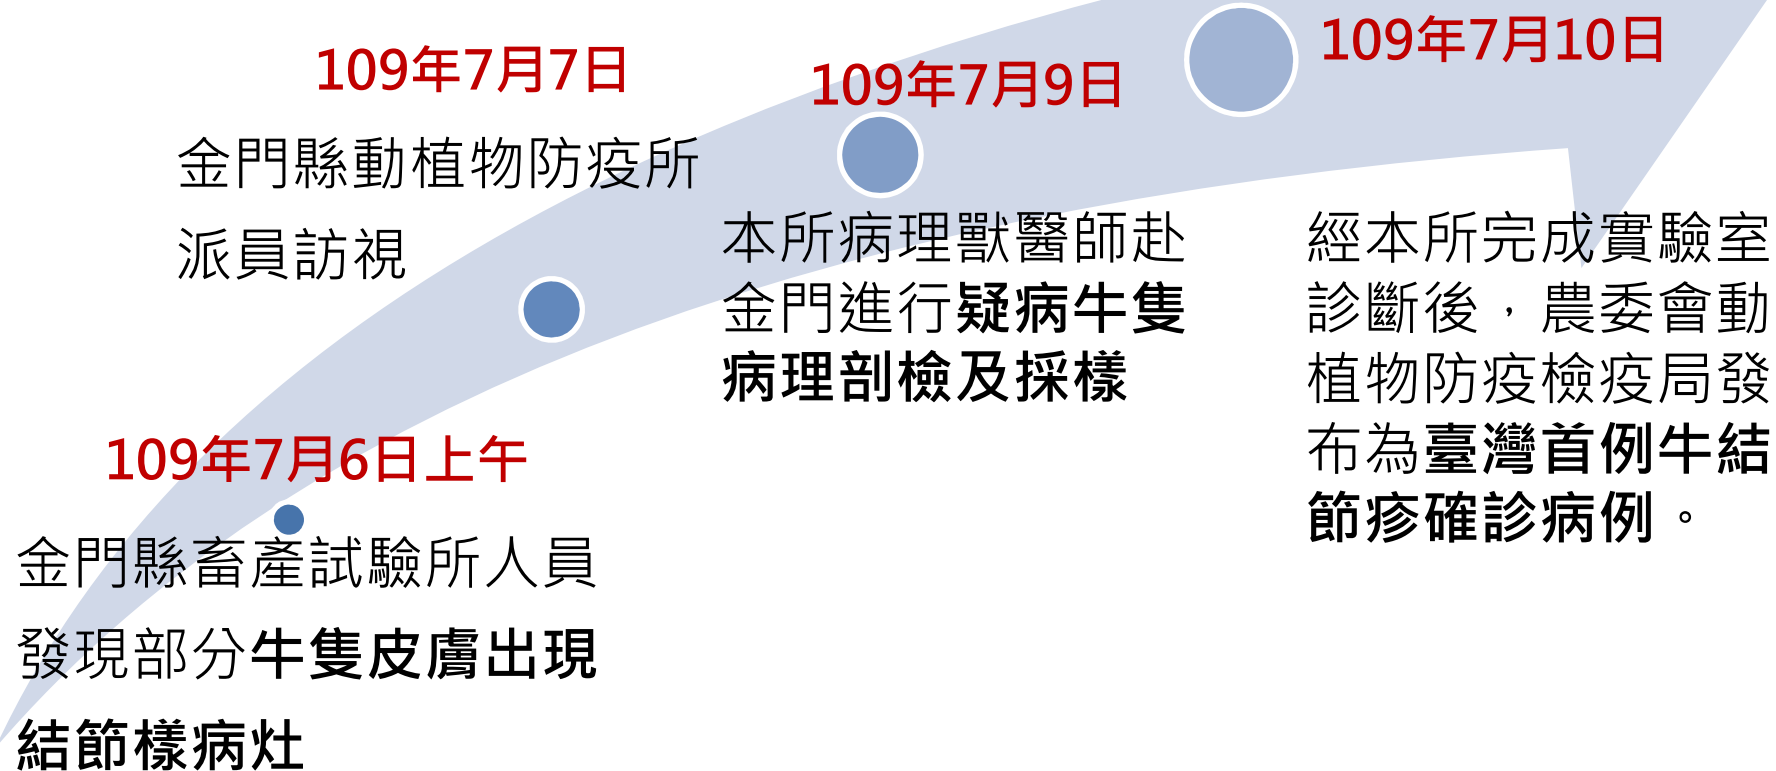 109年7月6日上午
金門縣畜產試驗所人員
發現部分牛隻皮膚出現
結節樣病灶
109年7月7日
金門縣動植物防疫所
派員訪視
109年7月9日
本所病理獸醫師赴
金門進行疑病牛隻
病理剖檢及採樣
109年7月10日
經本所完成實驗室
診斷後，農委會動
植物防疫檢疫局發
布為臺灣首例牛結
節疹確診病例。